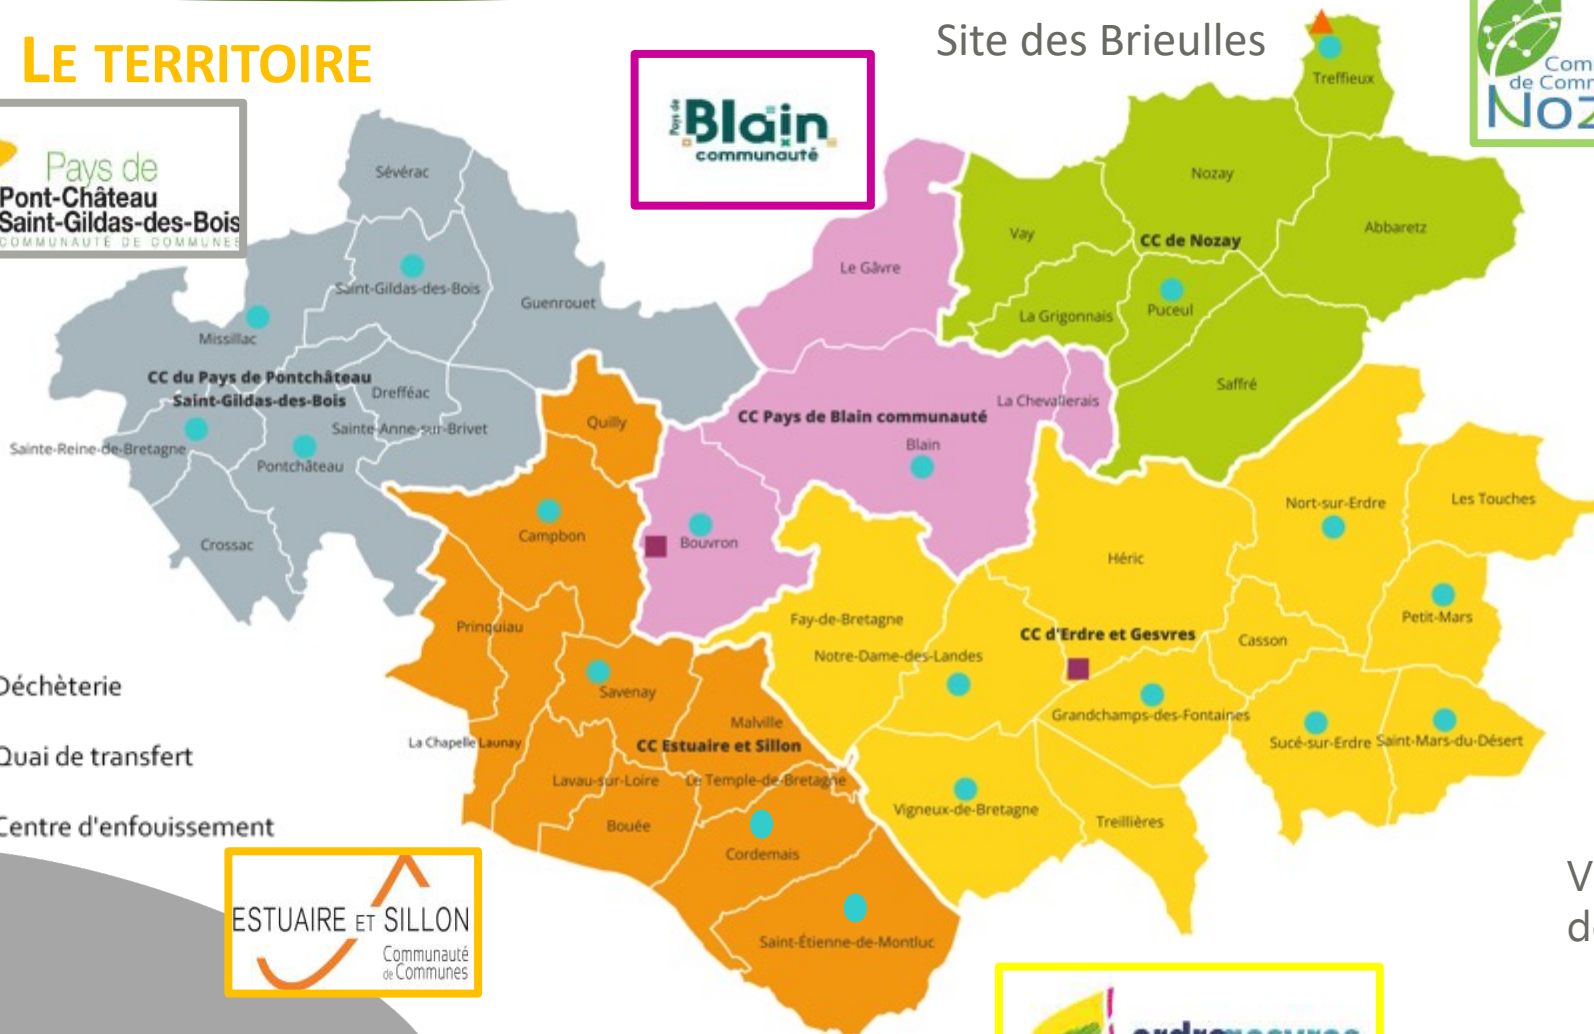 LE TERRITOIRE
Site des Brieulles
Pays de
Pont-Château
Saint-Gildas-des-Bois
COMMUNAUTÉ DE COMMUNES
Pays de
Blain
communauté
Treffieux
Sévérac
Nozay
Vay
CC de Nozay
Abbaretz
Le Gâvre
Saint-Gildas-des-Bois
Guenrouet
La Grigonnais
Puceul
Missillac
CC du Pays de Pontchâteau
Saint-Gildas-des-Bois
Drefféac
Saffré
La Chevallerais
CC Pays de Blain communauté
Quilly
Sainte-Anne-sur-Brivet
Sainte-Reine-de-Bretagne
Pontchâteau
Blain
Nort-sur-Erdre
Les Touches
Campbon
Bouvron
Crossac
Héric
Prinquiau
Fay-de-Bretagne
CC d'Erdre et Gesvres
Casson
Petit-Mars
Notre-Dame-des-Landes
Déchèterie
Savenay
Grandchamps-des-Fontaines
Malville
La Chapelle Launay
CC Estuaire et Sillon
Sucé-sur-Erdre
Saint-Mars-du-Désert
Quai de transfert
Lavau-sur-Loire
Le Temple-de-Bretagne
Vigneux-de-Bretagne
Treillières
Centre d'enfouissement
Bouée
Cordemais
ESTUAIRE ET SILLON
Communauté
de Communes
Saint-Étienne-de-Montluc